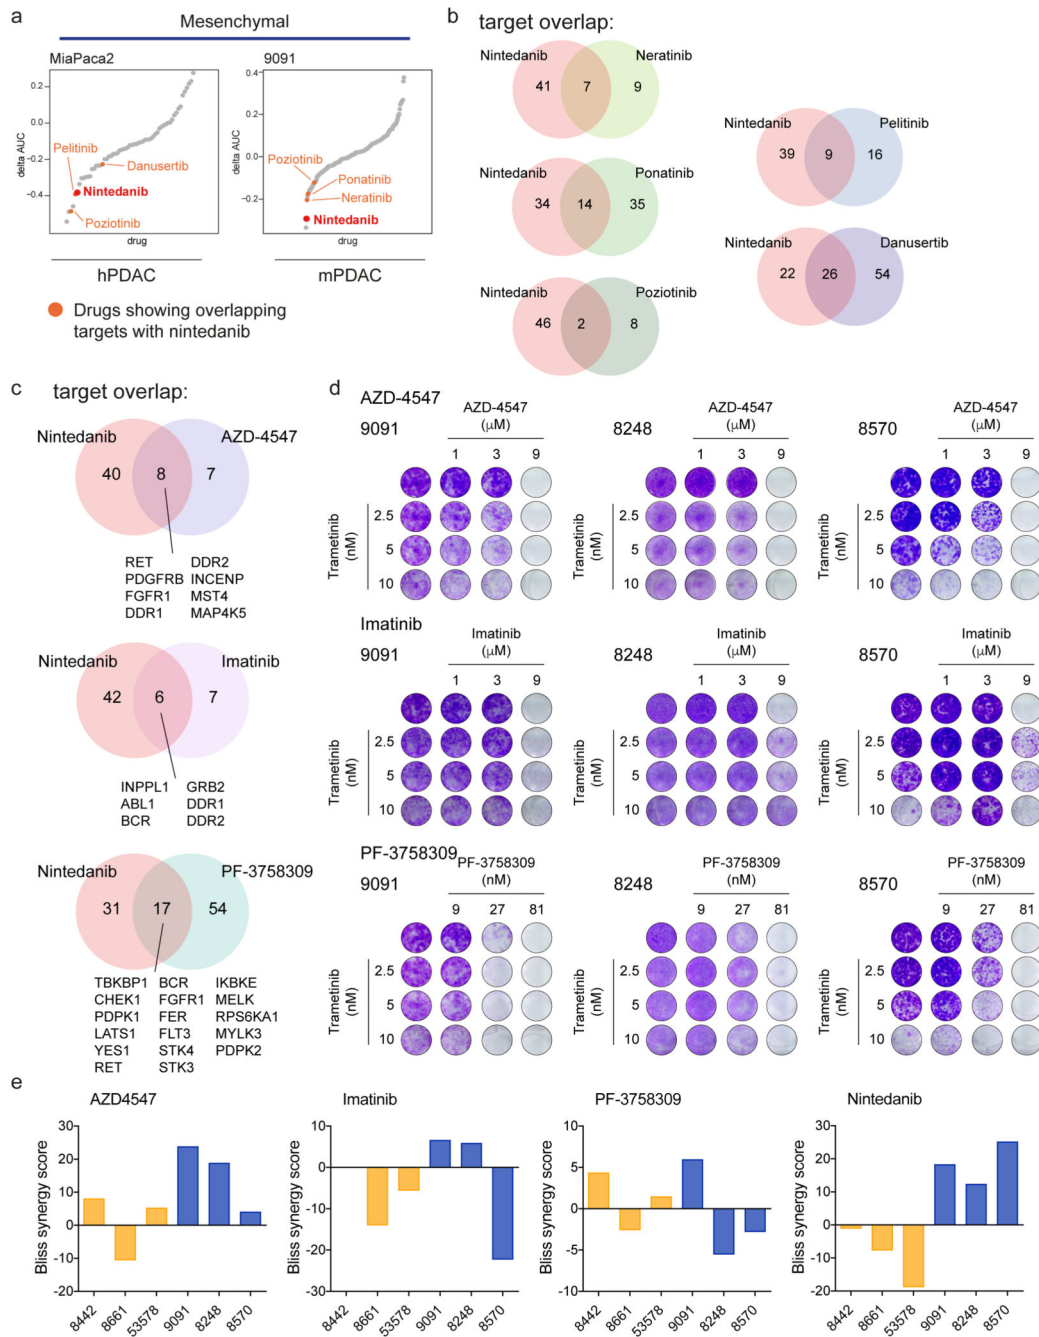 a
Mesenchymal
MiaPaca2
9091
delta AUC
0.2
0.0
-0.2
-0.4
Pelitinib
Danusertib
Nintedanib
Poziotinib
drug
hPDAC
delta AUC
0.4
0.2
0.0
-0.2
Poziotinib
Ponatinib
Neratinib
Nintedanib
drug
mPDAC
Drugs showing overlapping
targets with nintedanib
b
target overlap:
Nintedanib
Neratinib
41
7
9
Nintedanib
Ponatinib
34
14
35
Nintedanib
Poziotinib
46
2
8
Nintedanib
Pelitinib
39
9
16
Nintedanib
Danusertib
22
26
54
c
target overlap:
Nintedanib
AZD-4547
40
8
7
RET DDR2
PDGFRB INCENP
FGFR1 MST4
DDR1 MAP4K5
Nintedanib
Imatinib
42
6
7
INPPL1 GRB2
ABL1 DDR1
BCR DDR2
Nintedanib
PF-3758309
31
17
54
TBKBP1 BCR IKBKE
CHEK1 FGFR1 MELK
PDPK1 FER RPS6KA1
LATS1 FLT3 MYLK3
YES1 STK4 PDPK2
RET STK3
d
AZD-4547
9091
AZD-4547
(μM)
1 3 9
Trametinib
(nM)
2.5
5
10
8248
AZD-4547
(μM)
1 3 9
Trametinib
(nM)
2.5
5
10
8570
AZD-4547
(μM)
1 3 9
Trametinib
(nM)
2.5
5
10
Imatinib
9091
Imatinib
(μM)
1 3 9
Trametinib
(nM)
2.5
5
10
8248
Imatinib
(μM)
1 3 9
Trametinib
(nM)
2.5
5
10
8570
Imatinib
(μM)
1 3 9
Trametinib
(nM)
2.5
5
10
PF-3758309
9091
PF-3758309
(nM)
9 27 81
Trametinib
(nM)
2.5
5
10
8248
PF-3758309
(nM)
9 27 81
Trametinib
(nM)
2.5
5
10
8570
PF-3758309
(nM)
9 27 81
Trametinib
(nM)
2.5
5
10
e
AZD4547
Bliss synergy score
30
20
10
0
-10
-20
8442 8661 53578 9091 8248 8570
Imatinib
Bliss synergy score
10
0
-10
-20
-30
8442 8661 53578 9091 8248 8570
PF-3758309
Bliss synergy score
10
5
0
-5
-10
8442 8661 53578 9091 8248 8570
Nintedanib
Bliss synergy score
30
20
10
0
-10
-20
8442 8661 53578 9091 8248 8570